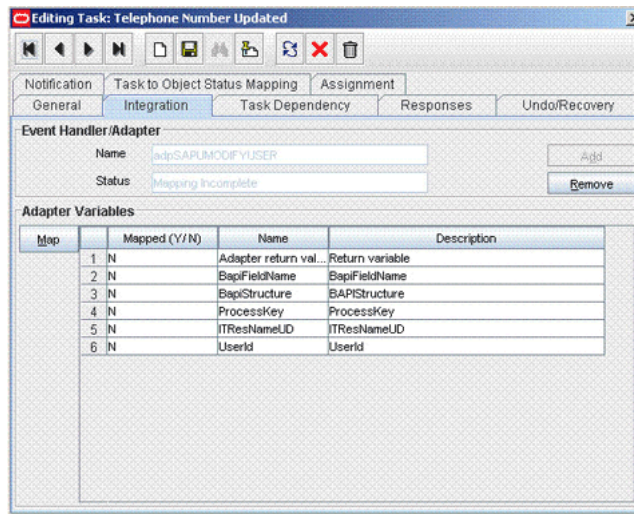 Editing Task: Telephone Number Updated
Notification Task to Object Status Mapping Assignment
General Integration Task Dependency Responses Undo/Recovery
Event Handler/Adapter
Name adpSAPUMODIFYUSER Add
Status Mapping Incomplete Remove
Adapter Variables
Map Mapped (Y/N) Name Description
1 N Adapter return val... Return variable
2 N BapiFieldName BapiFieldName
3 N BapiStructure BAPIStructure
4 N ProcessKey ProcessKey
5 N ITResNameUD ITResNameUD
6 N UserId UserId